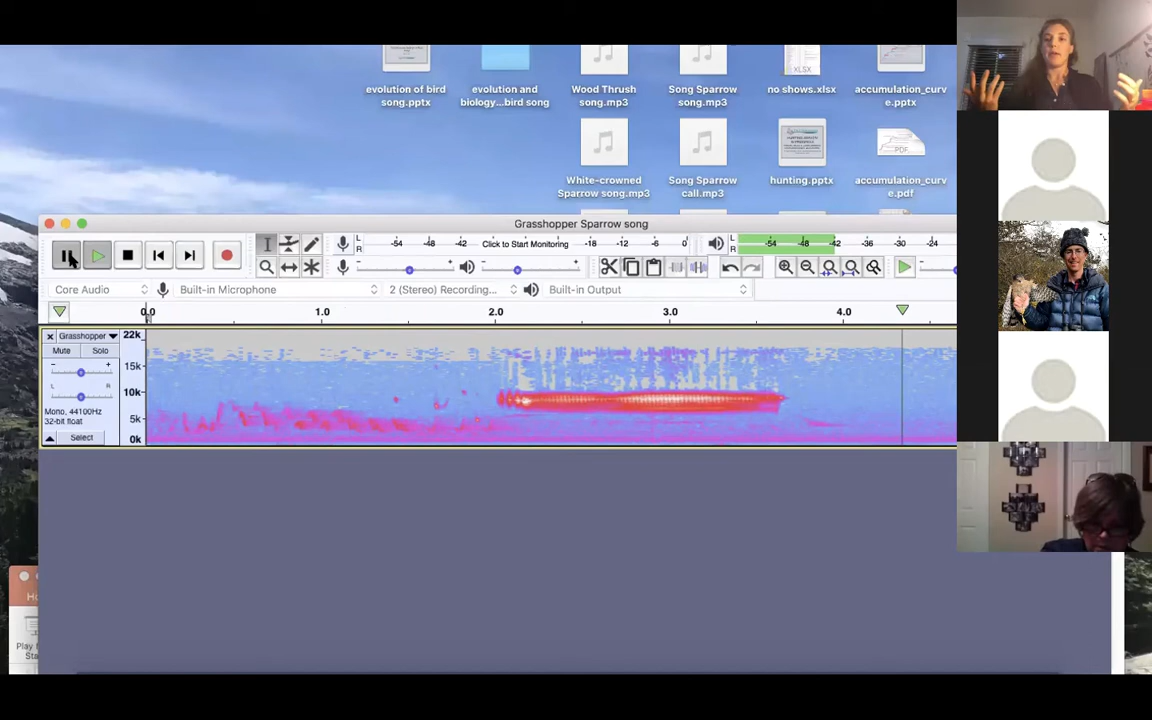 evolution of bird
song.pptx
evolution and
biology...bird song
Wood Thrush
song.mp3
Song Sparrow
song.mp3
XLSX
no shows.xlsx
accumulation_curv
e.pptx
White-crowned
Sparrow song.mp3
Song Sparrow
call.mp3
hunting.pptx
PDF
accumulation_curv
e.pdf
Grasshopper Sparrow song
L
R
-54 -48 -42 Click to Start Monitoring -18 -12 -6 0
L
R
-54 -48 -42 -36 -30 -24
- + - +
Core Audio
Built-in Microphone
2 (Stereo) Recording...
Built-in Output
0.0 1.0 2.0 3.0 4.0
Grasshopper
Mute Solo
- +
L R
Mono, 44100Hz
32-bit float
Select
22k
15k
10k
5k
0k
Play
Sta